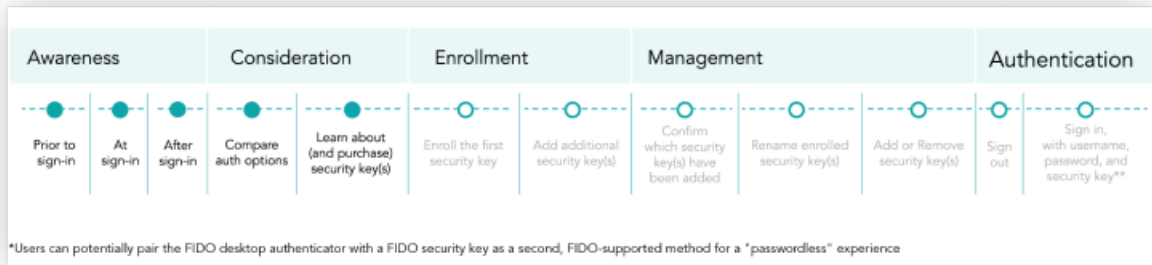 Awareness
Consideration
Enrollment
Management
Authentication
Prior to
sign-in
At
sign-in
After
sign-in
Compare
auth options
Learn about
(and purchase)
security key(s)
Enroll the first
security key
Add additional
security key(s)
Confirm
which security
key(s) have
been added
Rename enrolled
security key(s)
Add or Remove
security key(s)
Sign
out
Sign in,
with username,
password, and
security key**
*Users can potentially pair the FIDO desktop authenticator with a FIDO security key as a second, FIDO-supported method for a "passwordless" experience